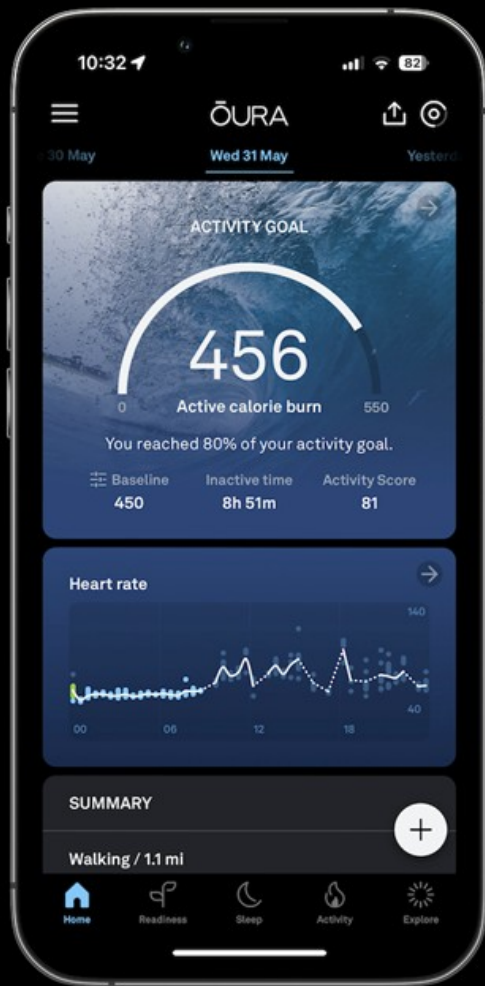 10:32
82
ŌURA
30 May
Wed 31 May
Yesterd
ACTIVITY GOAL
456
0
Active calorie burn
550
You reached 80% of your activity goal.
Baseline
Inactive time
Activity Score
450
8h 51m
81
Heart rate
140
40
00
06
12
18
SUMMARY
+
Walking / 1.1 mi
Home
Readiness
Sleep
Activity
Explore